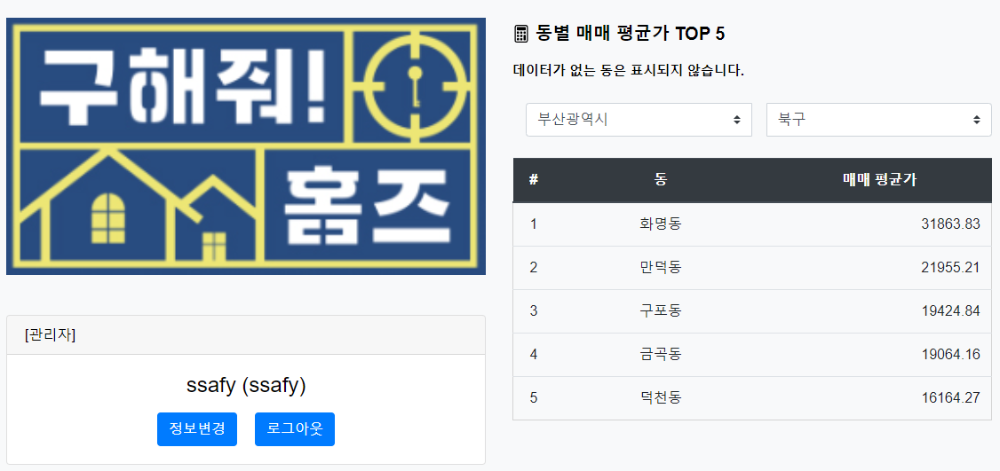 구해줘!
홈즈
[관리자]
ssafy (ssafy)
정보변경 로그아웃
동별 매매 평균가 TOP 5
데이터가 없는 동은 표시되지 않습니다.
부산광역시 북구
# 동 매매 평균가
1 화명동 31863.83
2 만덕동 21955.21
3 구포동 19424.84
4 금곡동 19064.16
5 덕천동 16164.27